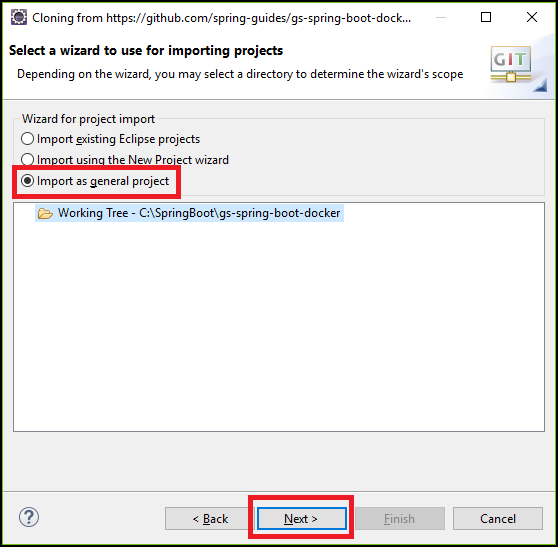 Cloning from https://github.com/spring-guides/gs-spring-boot-dock...
Select a wizard to use for importing projects
Depending on the wizard, you may select a directory to determine the wizard's scope
GIT
Wizard for project import
Import existing Eclipse projects
Import using the New Project wizard
Import as general project
Working Tree - C:\SpringBoot\gs-spring-boot-docker
?
< Back
Next >
Finish
Cancel